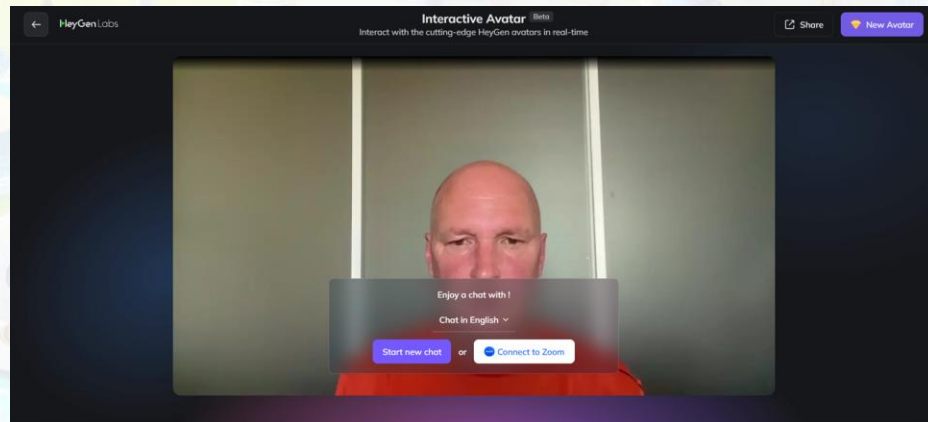 HeyGen Labs
Interactive Avatar Beta
Interact with the cutting-edge HeyGen avatars in real-time
Share
New Avatar
Enjoy a chat with !
Chat in English
Start new chat or Connect to Zoom